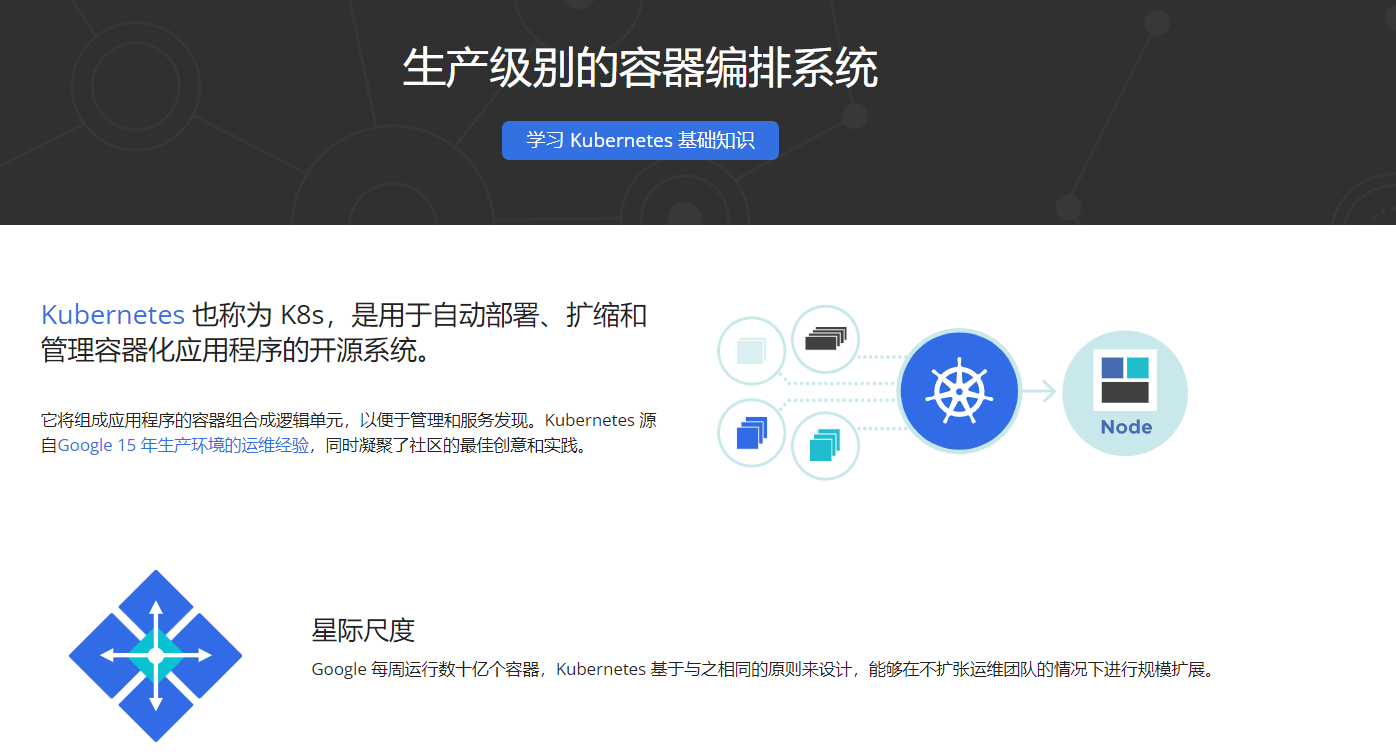 生产级别的容器编排系统
学习 Kubernetes 基础知识
Kubernetes 也称为 K8s，是用于自动部署、扩缩和
管理容器化应用程序的开源系统。
它将组成应用程序的容器组合成逻辑单元，以便于管理和服务发现。Kubernetes 源
自Google 15 年生产环境的运维经验，同时凝聚了社区的最佳创意和实践。
Node
星际尺度
Google 每周运行数十亿个容器，Kubernetes 基于与之相同的原则来设计，能够在不扩张运维团队的情况下进行规模扩展。